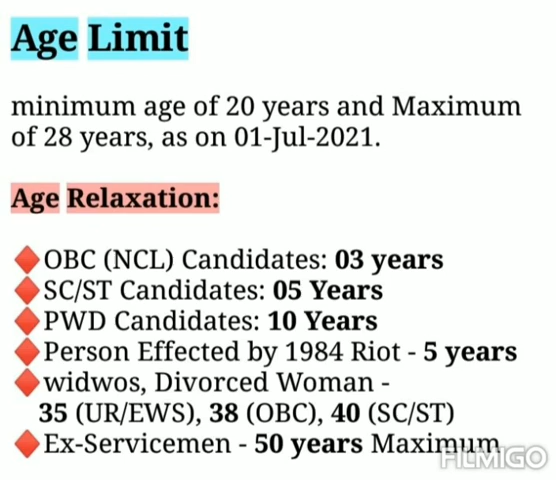 Age Limit
minimum age of 20 years and Maximum
of 28 years, as on 01-Jul-2021.
Age Relaxation:
♦OBC (NCL) Candidates: 03 years
♦SC/ST Candidates: 05 Years
♦PWD Candidates: 10 Years
♦Person Effected by 1984 Riot - 5 years
♦widwos, Divorced Woman -
35 (UR/EWS), 38 (OBC), 40 (SC/ST)
♦Ex-Servicemen - 50 years Maximum
FILMIGO